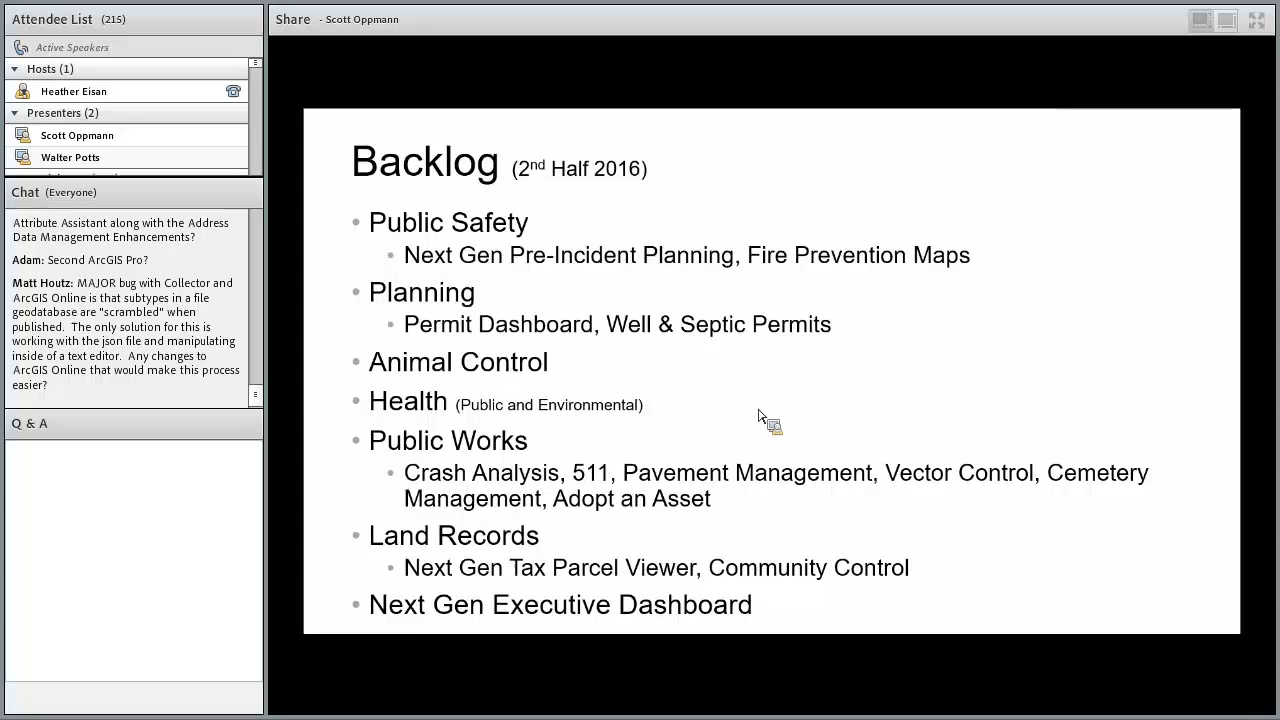 Attendee List (215)
Active Speakers
Hosts (1)
Heather Eisan
Presenters (2)
Scott Oppmann
Walter Potts
Chat (Everyone)
Attribute Assistant along with the Address
Data Management Enhancements?
Adam: Second ArcGIS Pro?
Matt Houtz: MAJOR bug with Collector and
ArcGIS Online is that subtypes in a file
geodatabase are "scrambled" when
published. The only solution for this is
working with the json file and manipulating
inside of a text editor. Any changes to
ArcGIS Online that would make this process
easier?
Q & A
Share - Scott Oppmann
Backlog (2nd Half 2016)
• Public Safety
• Next Gen Pre-Incident Planning, Fire Prevention Maps
• Planning
• Permit Dashboard, Well & Septic Permits
• Animal Control
• Health (Public and Environmental)
• Public Works
• Crash Analysis, 511, Pavement Management, Vector Control, Cemetery
Management, Adopt an Asset
• Land Records
• Next Gen Tax Parcel Viewer, Community Control
• Next Gen Executive Dashboard